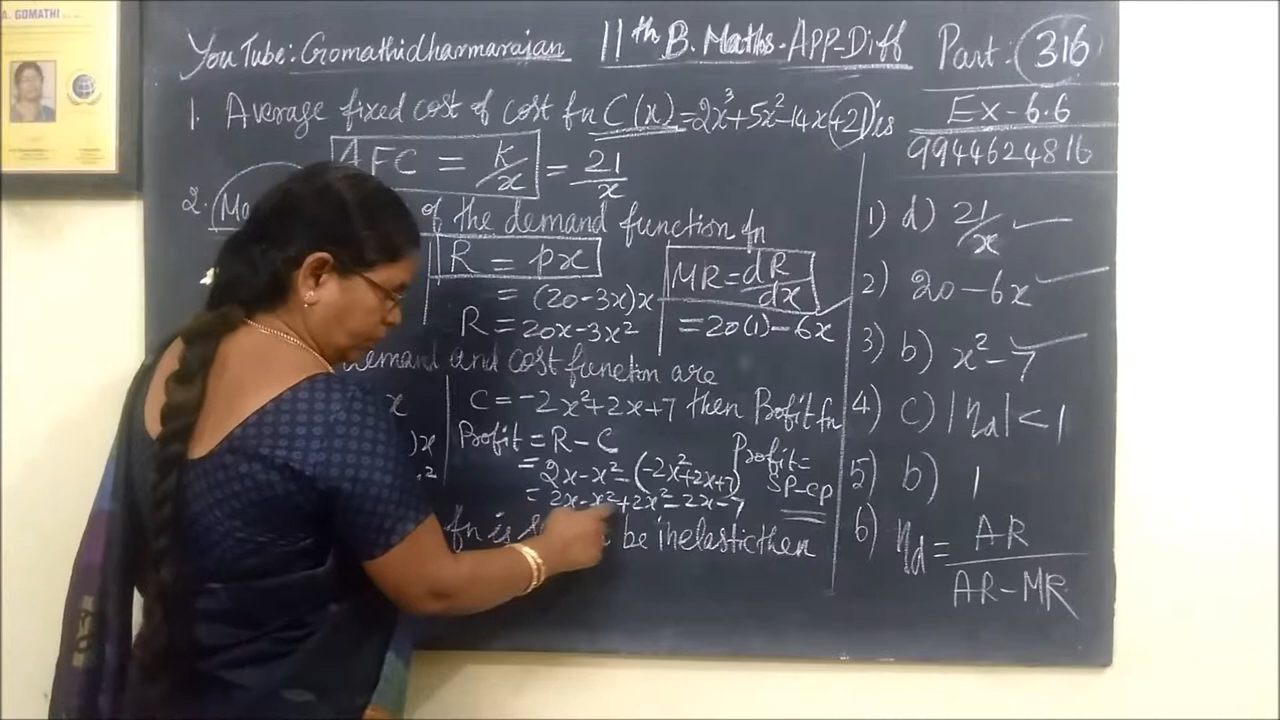 A. GOMATHI
YouTube: Gomathidharmarajan 11th B. Maths - APP-Diff Part: 316
1. Average fixed cost of cost fn C(x)=2x³+5x²-14x+21 is
AFC = k/x = 21/x
2. of the demand function fn
R = px
= (20-3x)x
R = 20x-3x²
MR = dR/dx
= 20(1)-6x
demand and cost function are
x
C = -2x²+2x+7 then Profit fn
)x
Profit = R-C
= 2x-x²-(-2x²+2x+7)
= 2x-x²+2x²-2x-7
Profit =
SP-CP
fn is be inelastic then
Ex-6.6
9944624816
1) d) 21/x
2) 20-6x
3) b) x²-7
4) c) |ηd| < 1
5) b) 1
6) ηd = AR/AR-MR